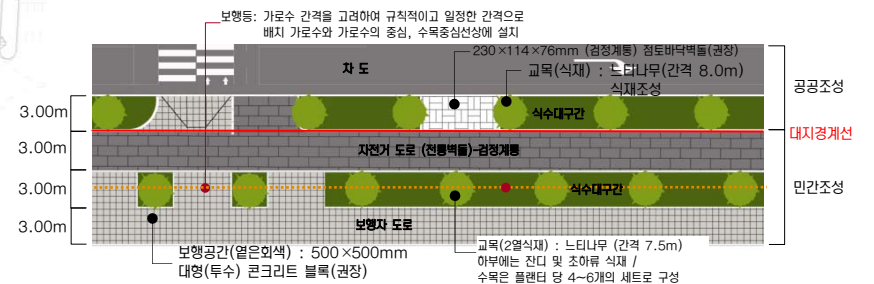 보행등: 가로수 간격을 고려하여 규칙적이고 일정한 간격으로
배치 가로수와 가로수의 중심, 수목중심선상에 설치
230×114×76mm (검정계통) 점토바닥벽돌(권장)
차 도
교목(식재) : 느티나무(간격 8.0m)
식재조성
공공조성
3.00m
식수대구간
대지경계선
3.00m
자전거 도로 (전통벽돌)-검정계통
3.00m
식수대구간
민간조성
3.00m
보행자 도로
보행공간(옅은회색) : 500×500mm
대형(투수) 콘크리트 블록(권장)
교목(2열식재) : 느티나무 (간격 7.5m)
하부에는 잔디 및 초하류 식재 /
수목은 플랜터 당 4~6개의 세트로 구성